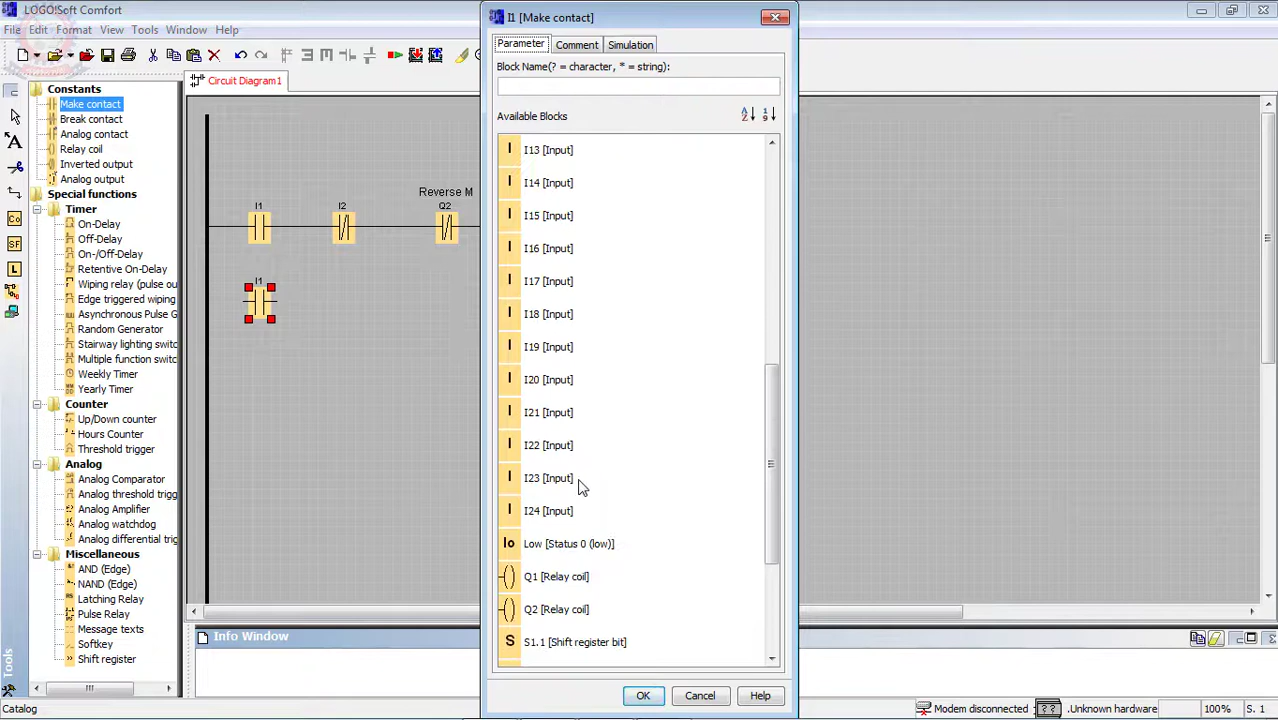 LOGO!Soft Comfort
File Edit Format View Tools Window Help
Circuit Diagram1
Constants
Make contact
Break contact
Analog contact
Relay coil
Inverted output
Analog output
Special functions
Timer
On-Delay
Off-Delay
On-/Off-Delay
Retentive On-Delay
Wiping relay (pulse ou
Edge triggered wiping
Asynchronous Pulse G
Random Generator
Stairway lighting switc
Multiple function switc
Weekly Timer
Yearly Timer
Counter
Up/Down counter
Hours Counter
Threshold trigger
Analog
Analog Comparator
Analog threshold trigg
Analog Amplifier
Analog watchdog
Analog differential trig
Miscellaneous
AND (Edge)
NAND (Edge)
Latching Relay
Pulse Relay
Message texts
Softkey
Shift register
A
Co
SF
L
Tools
Reverse M
I1 I2 Q2
I1
Info Window
I1 [Make contact]
Parameter Comment Simulation
Block Name(? = character, * = string):
Available Blocks
I I13 [Input]
I I14 [Input]
I I15 [Input]
I I16 [Input]
I I17 [Input]
I I18 [Input]
I I19 [Input]
I I20 [Input]
I I21 [Input]
I I22 [Input]
I I23 [Input]
I I24 [Input]
lo Low [Status 0 (low)]
Q1 [Relay coil]
Q2 [Relay coil]
S S1.1 [Shift register bit]
OK Cancel Help
Catalog
Modem disconnected ?? .Unknown hardware 100% S. 1